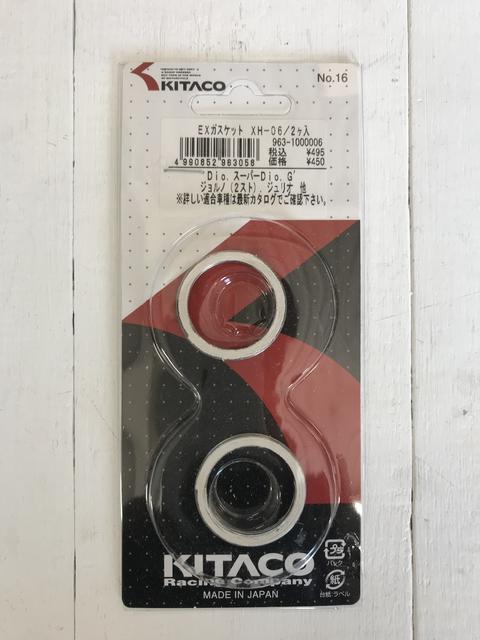 KITACO
No.16
EXガスケット XH-06/2ケ入
963-1000006
税込 ¥495
価格 ¥450
4 990852 963058
Dio. スーパーDio. G'
ジョルノ(2スト). ジュリオ 他
※詳しい適合車種は最新カタログでご確認下さい。
KITACO
Racing Company
MADE IN JAPAN
プラ
パック
紙
台紙・ラベル